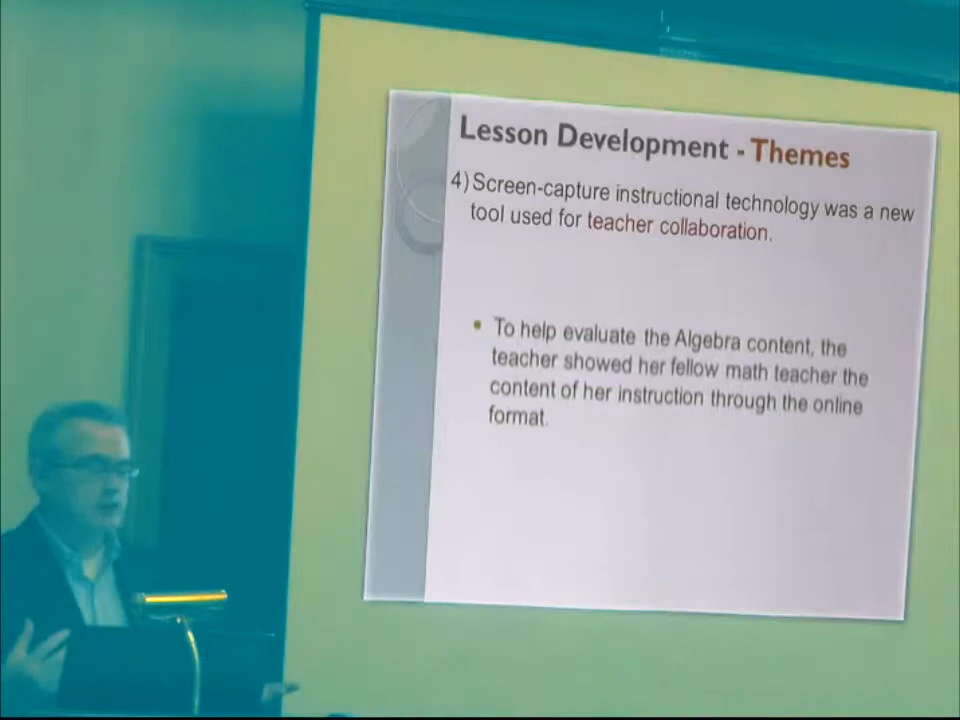 Lesson Development - Themes
4) Screen-capture instructional technology was a new
tool used for teacher collaboration.
• To help evaluate the Algebra content, the
teacher showed her fellow math teacher the
content of her instruction through the online
format.